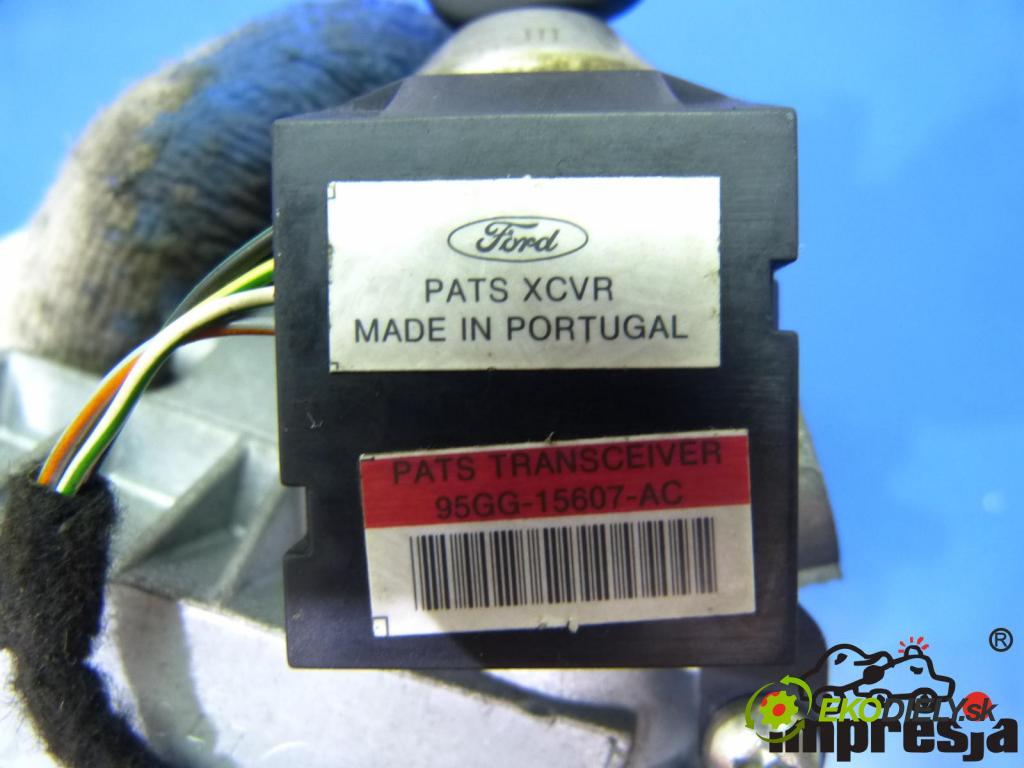 Ford
PATS XCVR
MADE IN PORTUGAL
PATS TRANSCEIVER
95GG-15607-AC
®
EKODIELY.sk
impresja